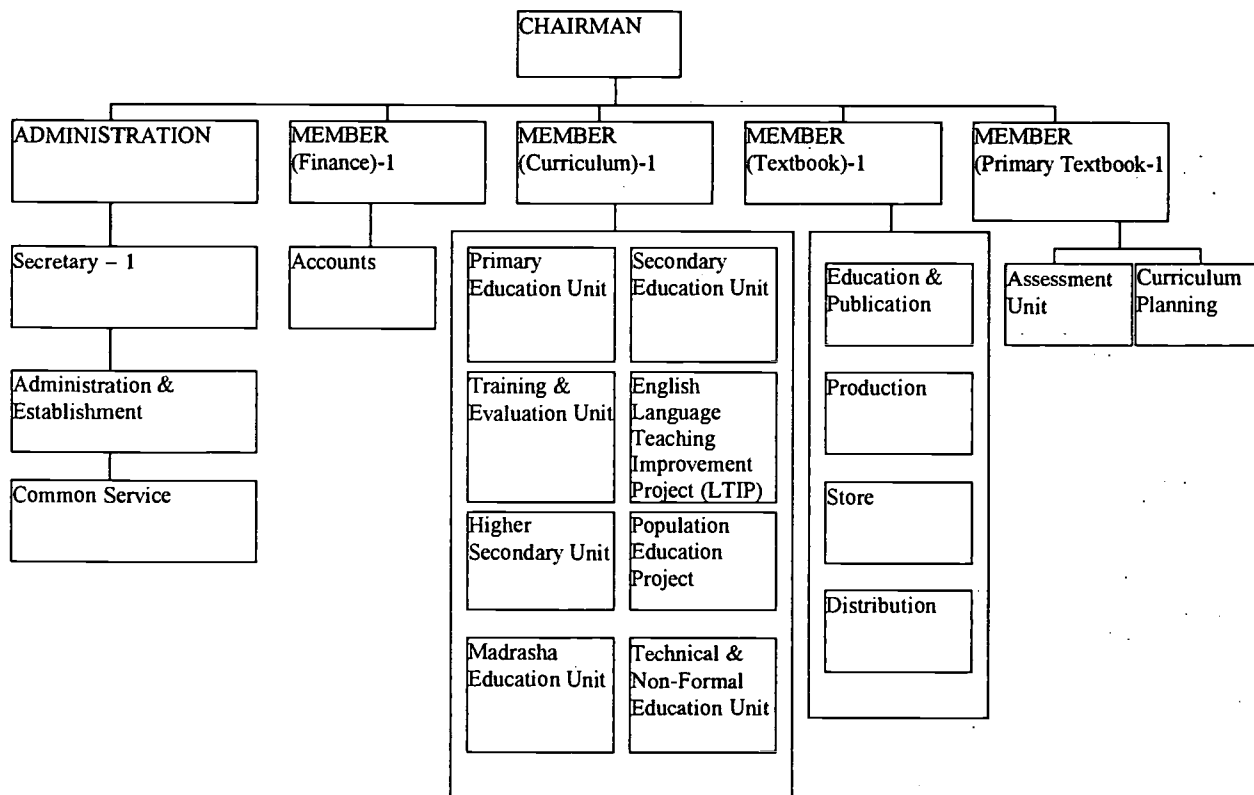 CHAIRMAN
ADMINISTRATION
MEMBER
(Finance)-1
MEMBER
(Curriculum)-1
MEMBER
(Textbook)-1
MEMBER
(Primary Textbook-1
Secretary – 1
Accounts
Primary
Education Unit
Secondary
Education Unit
Education &
Publication
Assessment
Unit
Curriculum
Planning
Administration &
Establishment
Training &
Evaluation Unit
English
Language
Teaching
Improvement
Project (LTIP)
Production
Common Service
Higher
Secondary Unit
Population
Education
Project
Store
Distribution
Madrasha
Education Unit
Technical &
Non-Formal
Education Unit